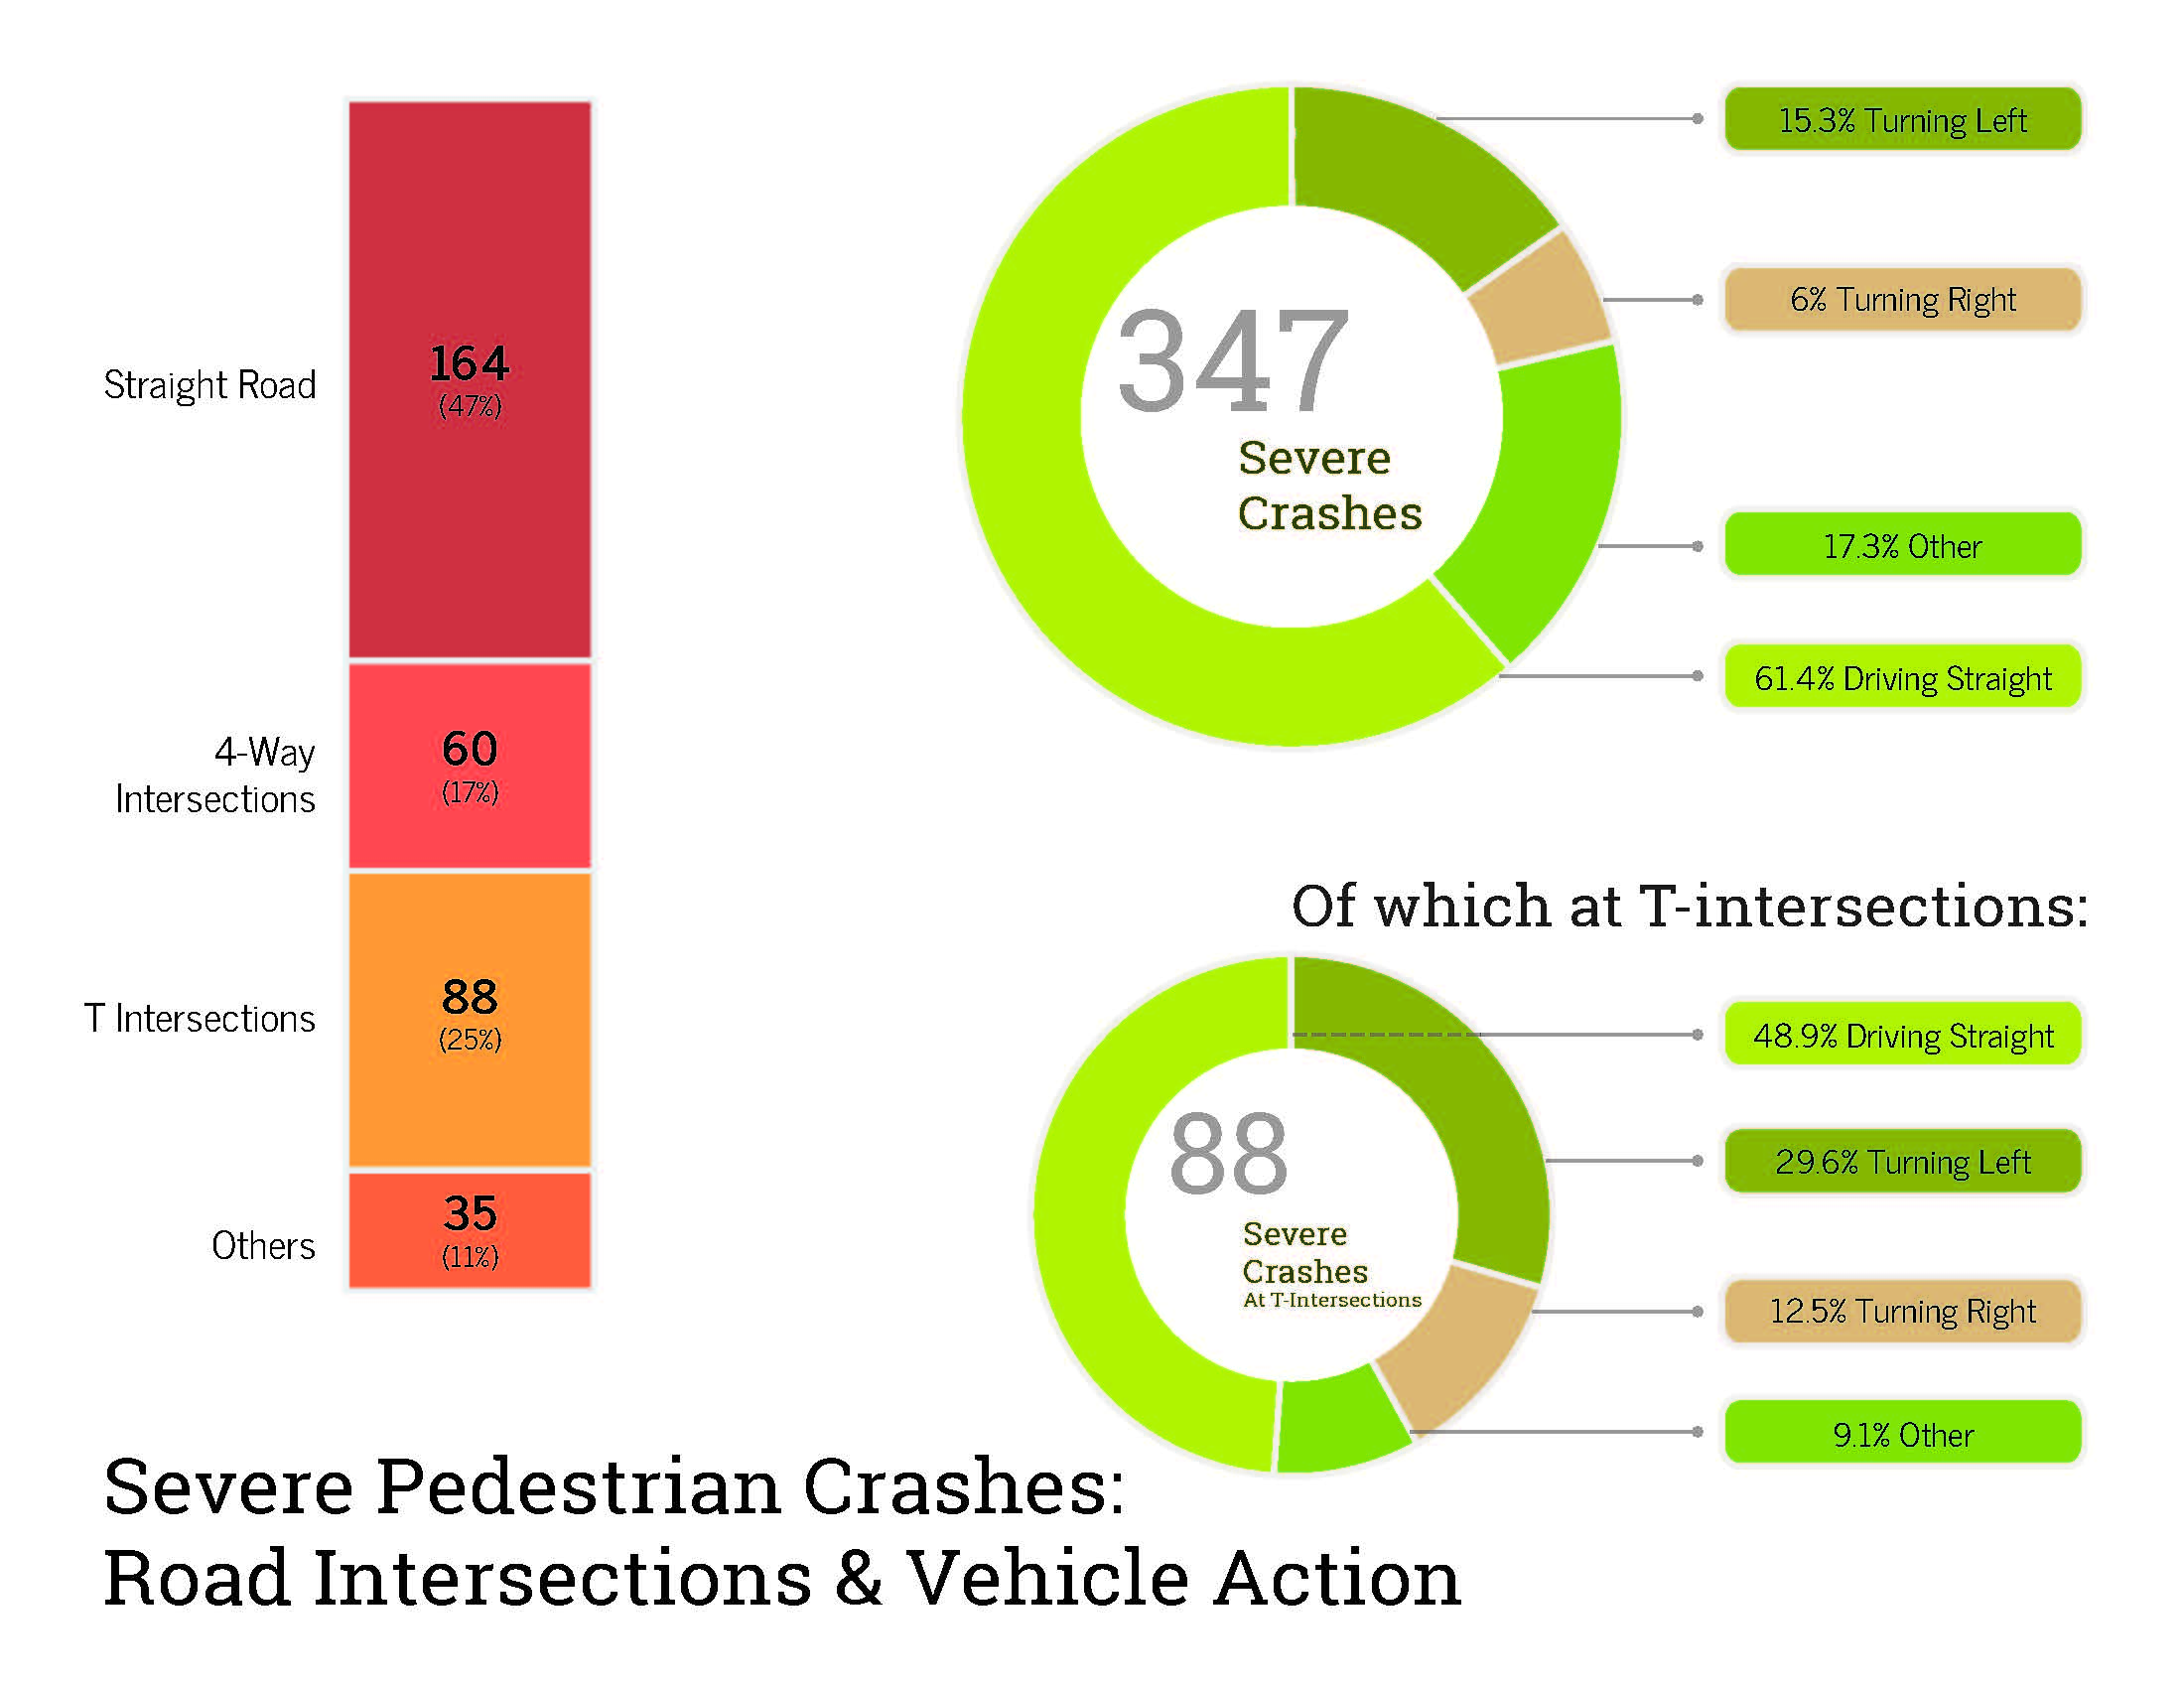 Straight Road
164
(47%)
4-Way
Intersections
60
(17%)
T Intersections
88
(25%)
Others
35
(11%)
347
Severe
Crashes
15.3% Turning Left
6% Turning Right
17.3% Other
61.4% Driving Straight
Of which at T-intersections:
88
Severe
Crashes
At T-Intersections
48.9% Driving Straight
29.6% Turning Left
12.5% Turning Right
9.1% Other
Severe Pedestrian Crashes:
Road Intersections & Vehicle Action